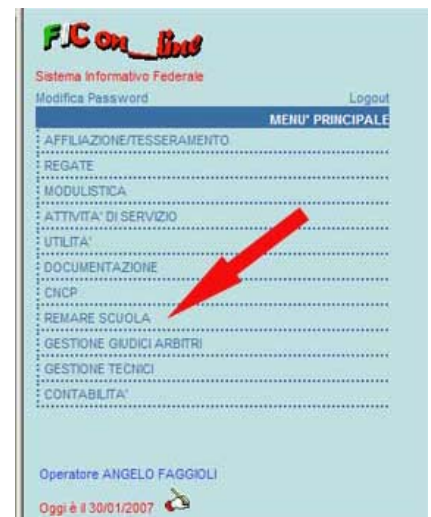 FIC on_line
Sistema Informativo Federale
Modifica Password Logout
MENU' PRINCIPALE
AFFILIAZIONE/TESSERAMENTO
REGATE
MODULISTICA
ATTIVITA' DI SERVIZIO
UTILITA'
DOCUMENTAZIONE
CNCP
REMARE SCUOLA
GESTIONE GIUDICI ARBITRI
GESTIONE TECNICI
CONTABILITA'
Operatore ANGELO FAGGIOLI
Oggi è il 30/01/2007